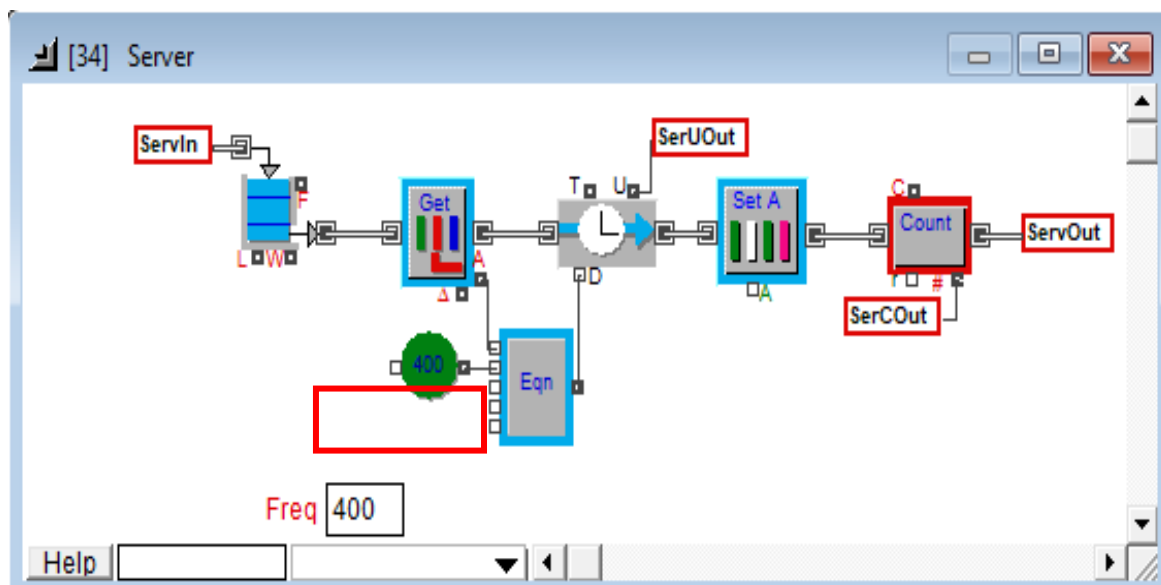 [34] Server
ServIn
SerUOut
F
T U
Get
Set A
C
Count
ServOut
L W
A
Δ
D
A
r #
SerCOut
400
Eqn
Freq 400
Help